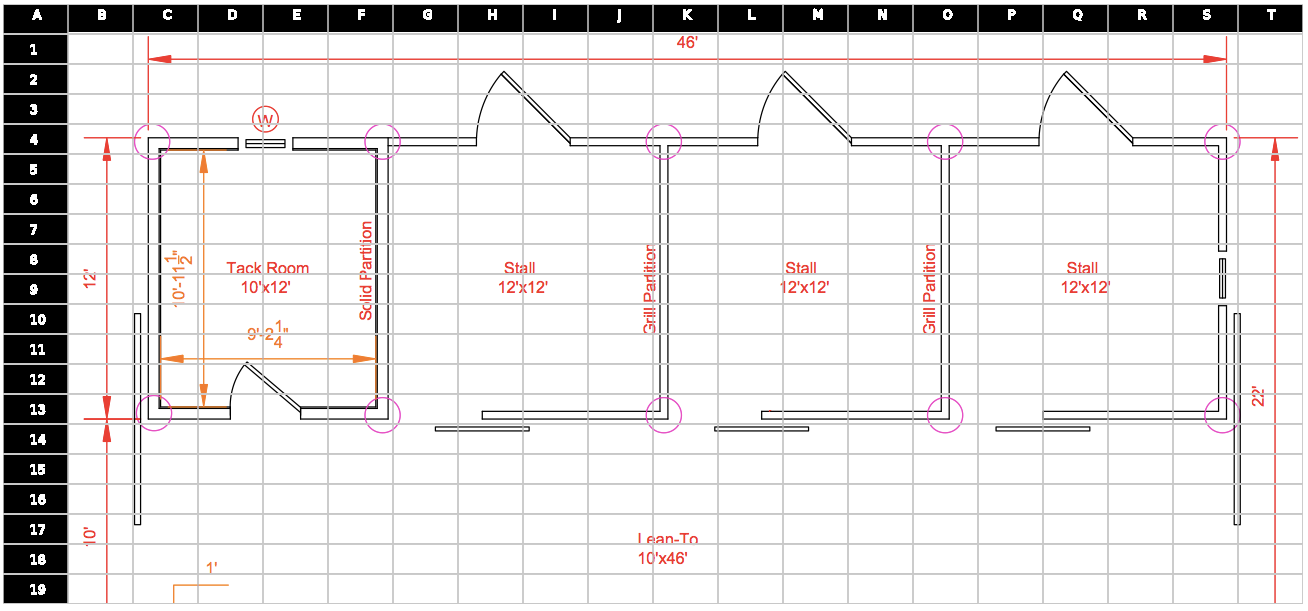 A B C D E F G H I J K L M N O P Q R S T
1
46'
2
3
W
4
5
6
7
8
9
10
11
12
13
14
15
16
17
18
19
12'
10'-11 1/2"
Tack Room
10'x12'
9'-2 1/4"
Solid Partition
Stall
12'x12'
Grill Partition
Stall
12'x12'
Grill Partition
Stall
12'x12'
22'
10'
Lean-To
10'x46'
1'